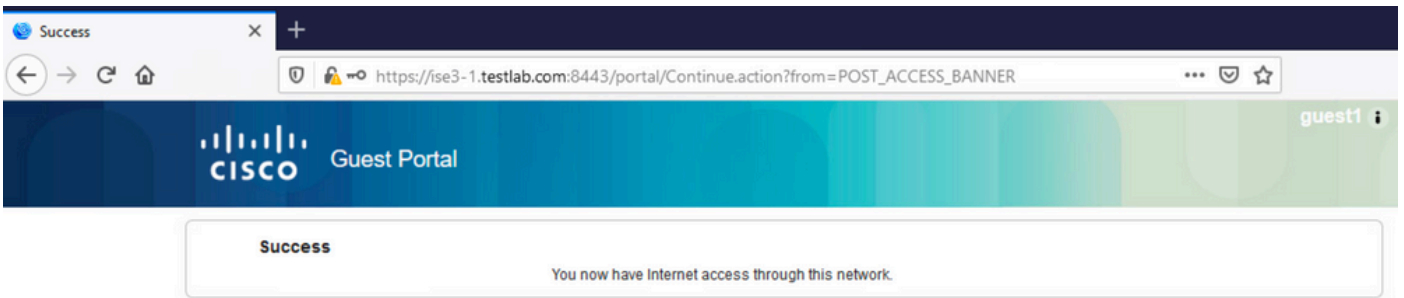 Success
https://ise3-1.testlab.com:8443/portal/Continue.action?from=POST_ACCESS_BANNER
guest1
CISCO
Guest Portal
Success
You now have Internet access through this network.